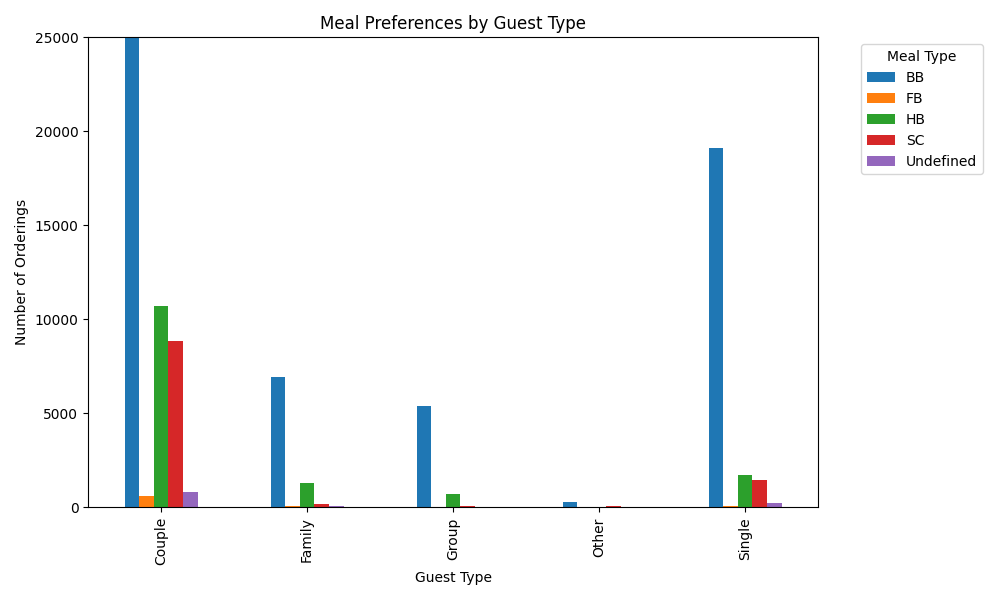 Meal Preferences by Guest Type
25000
20000
15000
10000
5000
0
Number of Orderings
Couple
Family
Group
Other
Single
Guest Type
Meal Type
BB
FB
HB
SC
Undefined